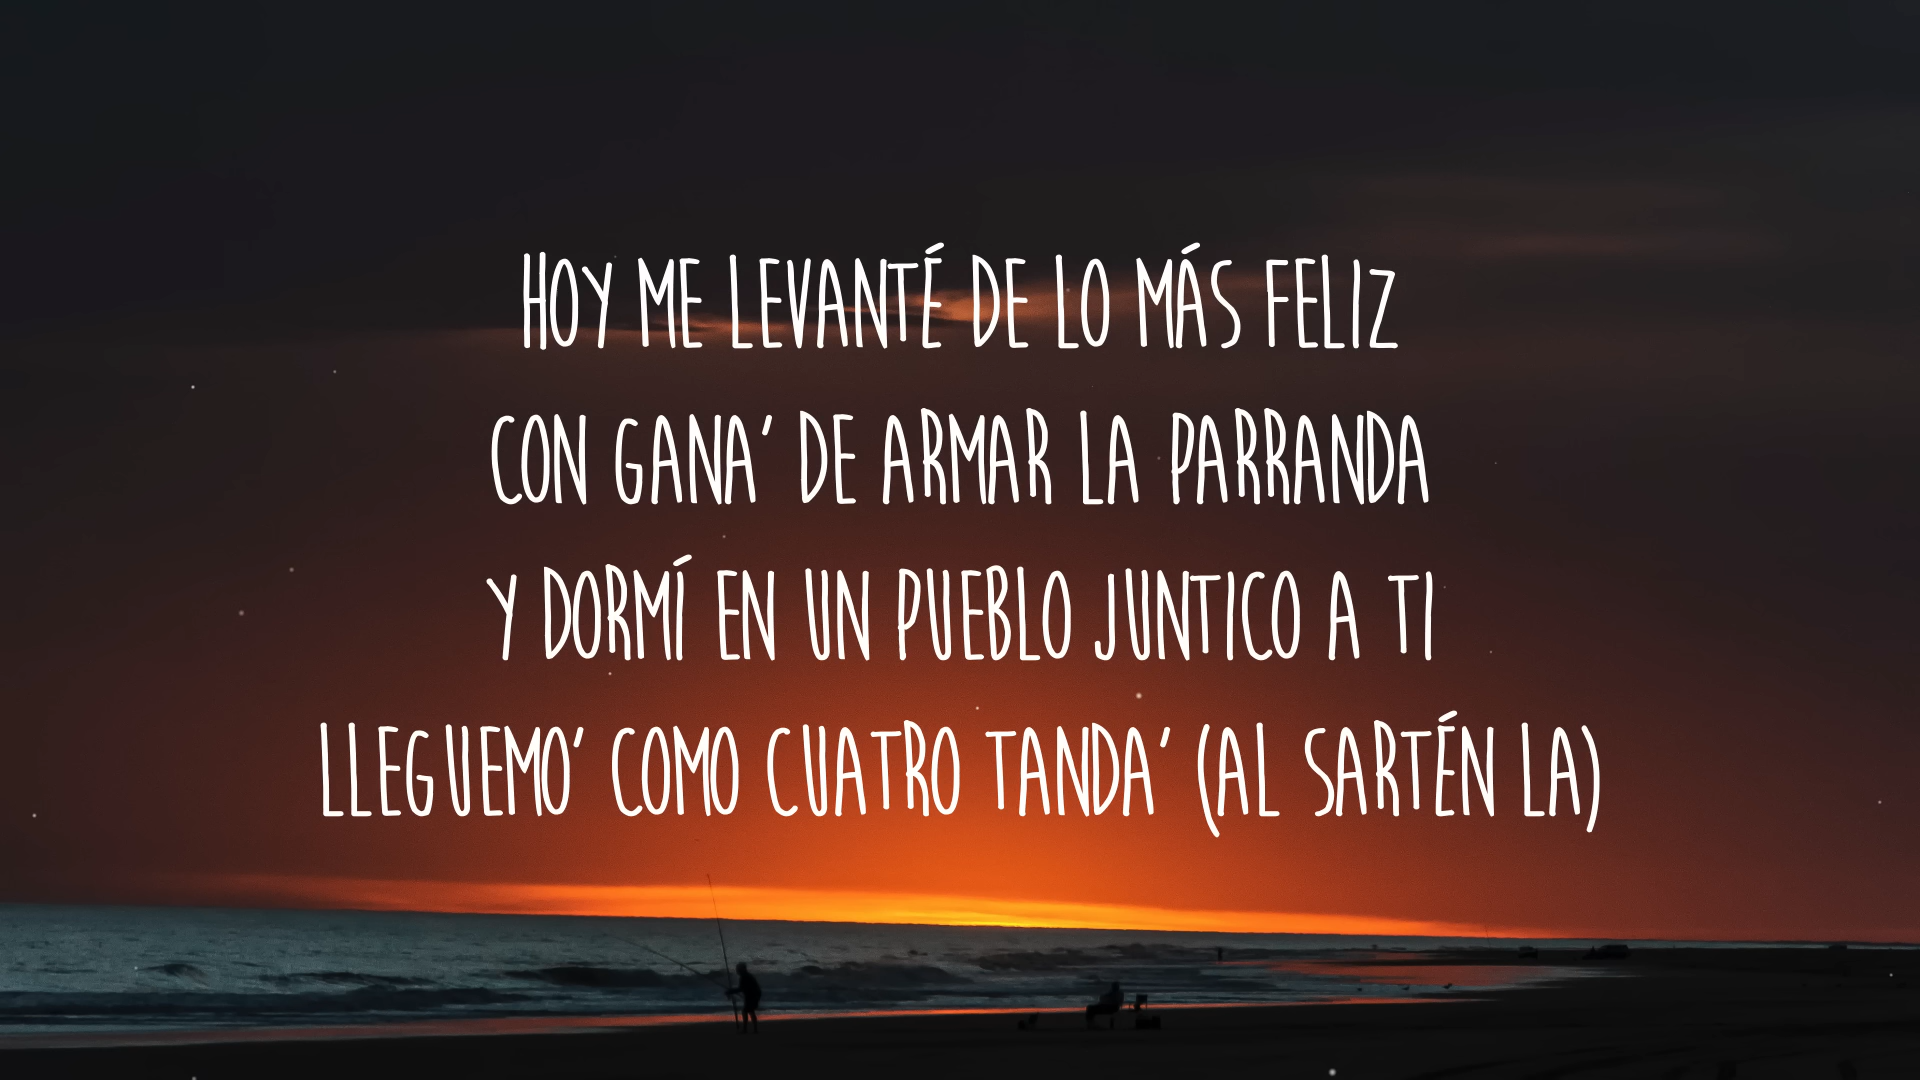 HOY ME LEVANTÉ DE LO MÁS FELIZ
CON GANA' DE ARMAR LA PARRANDA
Y DORMÍ EN UN PUEBLO JUNTICO A TI
LLEGUEMO' COMO CUATRO TANDA' (AL SARTÉN LA)